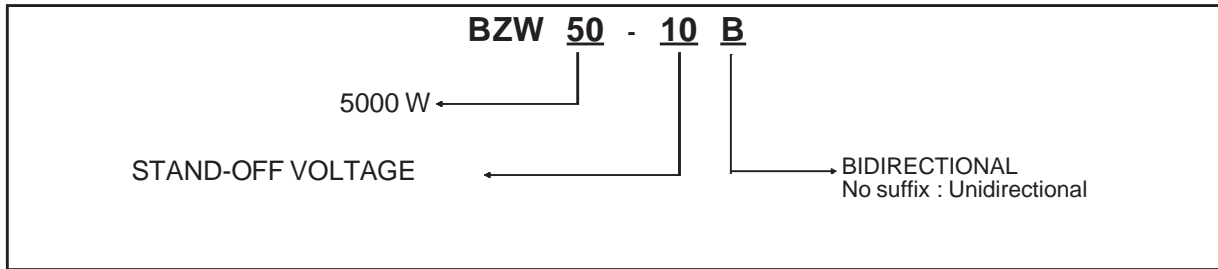 BZW 50 - 10 B
5000 W
STAND-OFF VOLTAGE
BIDIRECTIONAL
No suffix : Unidirectional